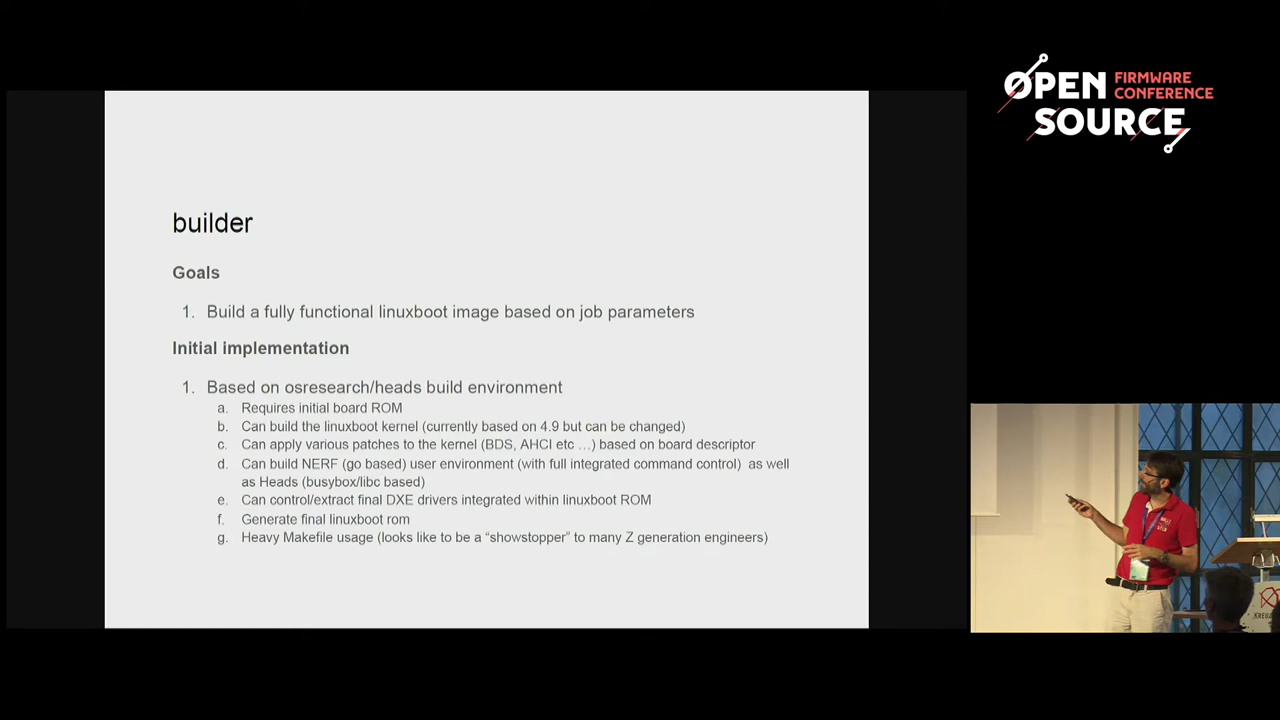 OPEN FIRMWARE
CONFERENCE
SOURCE
builder
Goals
1. Build a fully functional linuxboot image based on job parameters
Initial implementation
1. Based on osresearch/heads build environment
a. Requires initial board ROM
b. Can build the linuxboot kernel (currently based on 4.9 but can be changed)
c. Can apply various patches to the kernel (BDS, AHCI etc …) based on board descriptor
d. Can build NERF (go based) user environment (with full integrated command control) as well
as Heads (busybox/libc based)
e. Can control/extract final DXE drivers integrated within linuxboot ROM
f. Generate final linuxboot rom
g. Heavy Makefile usage (looks like to be a “showstopper” to many Z generation engineers)